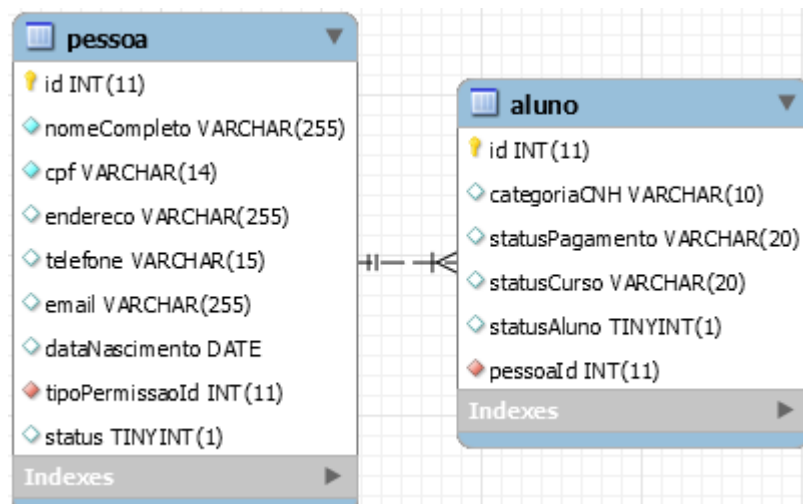 pessoa
id INT(11)
nomeCompleto VARCHAR(255)
cpf VARCHAR(14)
endereco VARCHAR(255)
telefone VARCHAR(15)
email VARCHAR(255)
dataNascimento DATE
tipoPermissaoId INT(11)
status TINYINT(1)
Indexes
aluno
id INT(11)
categoriaCNH VARCHAR(10)
statusPagamento VARCHAR(20)
statusCurso VARCHAR(20)
statusAluno TINYINT(1)
pessoaId INT(11)
Indexes